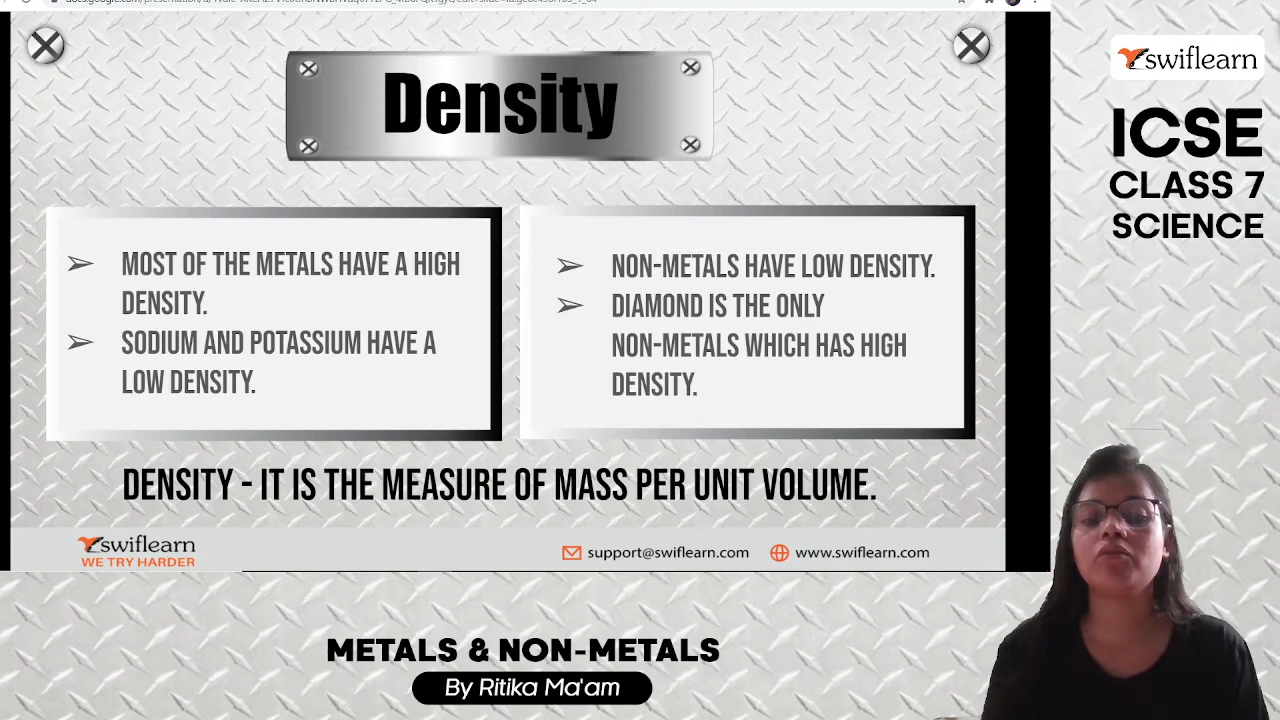 Density
➢ MOST OF THE METALS HAVE A HIGH
DENSITY.
➢ SODIUM AND POTASSIUM HAVE A
LOW DENSITY.
➢ NON-METALS HAVE LOW DENSITY.
➢ DIAMOND IS THE ONLY
NON-METALS WHICH HAS HIGH
DENSITY.
DENSITY - IT IS THE MEASURE OF MASS PER UNIT VOLUME.
swiflearn
WE TRY HARDER
support@swiflearn.com
www.swiflearn.com
swiflearn
ICSE
CLASS 7
SCIENCE
METALS & NON-METALS
By Ritika Ma'am